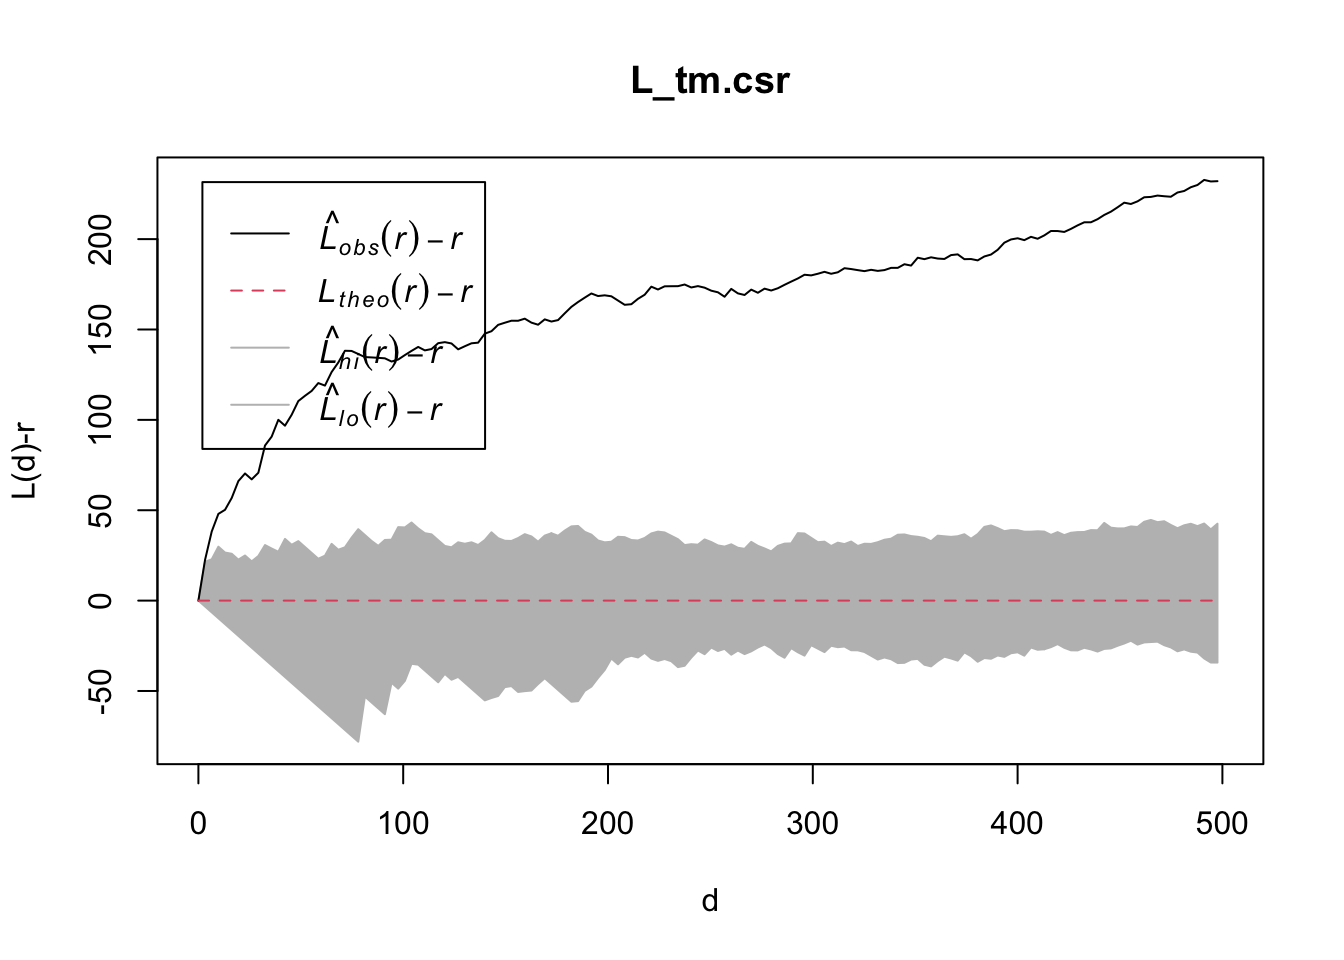 L_tm.csr
L̂obs(r) − r
Ltheo(r) − r
L̂hi(r) − r
L̂lo(r) − r
L(d)-r
200
150
100
50
0
-50
0 100 200 300 400 500
d